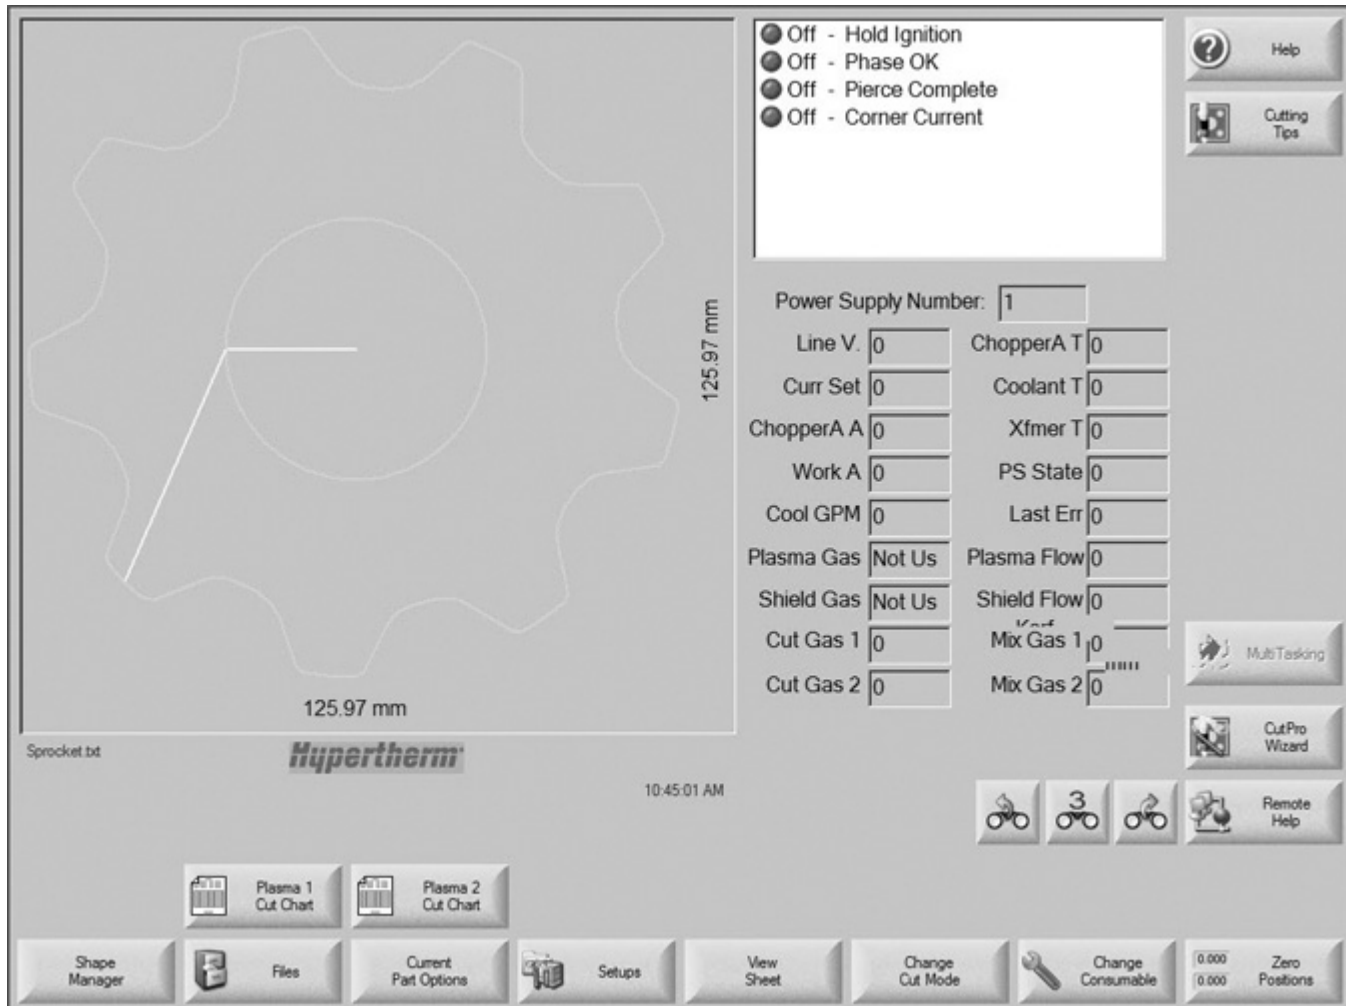 Off - Hold Ignition
Off - Phase OK
Off - Pierce Complete
Off - Corner Current
Help
Cutting
Tips
Power Supply Number: 1
Line V. 0 ChopperA T 0
Curr Set 0 Coolant T 0
ChopperA A 0 Xfmer T 0
Work A 0 PS State 0
Cool GPM 0 Last Err 0
Plasma Gas Not Us Plasma Flow 0
Shield Gas Not Us Shield Flow 0
Cut Gas 1 0 Mix Gas 1 0
Cut Gas 2 0 Mix Gas 2 0
125.97 mm
125.97 mm
MultiTasking
Sprocket.txt
Hypertherm
10:45:01 AM
CutPro
Wizard
3
Remote
Help
Plasma 1
Cut Chart
Plasma 2
Cut Chart
Shape
Manager
Files
Current
Part Options
Setups
View
Sheet
Change
Cut Mode
Change
Consumable
0.000
0.000
Zero
Positions